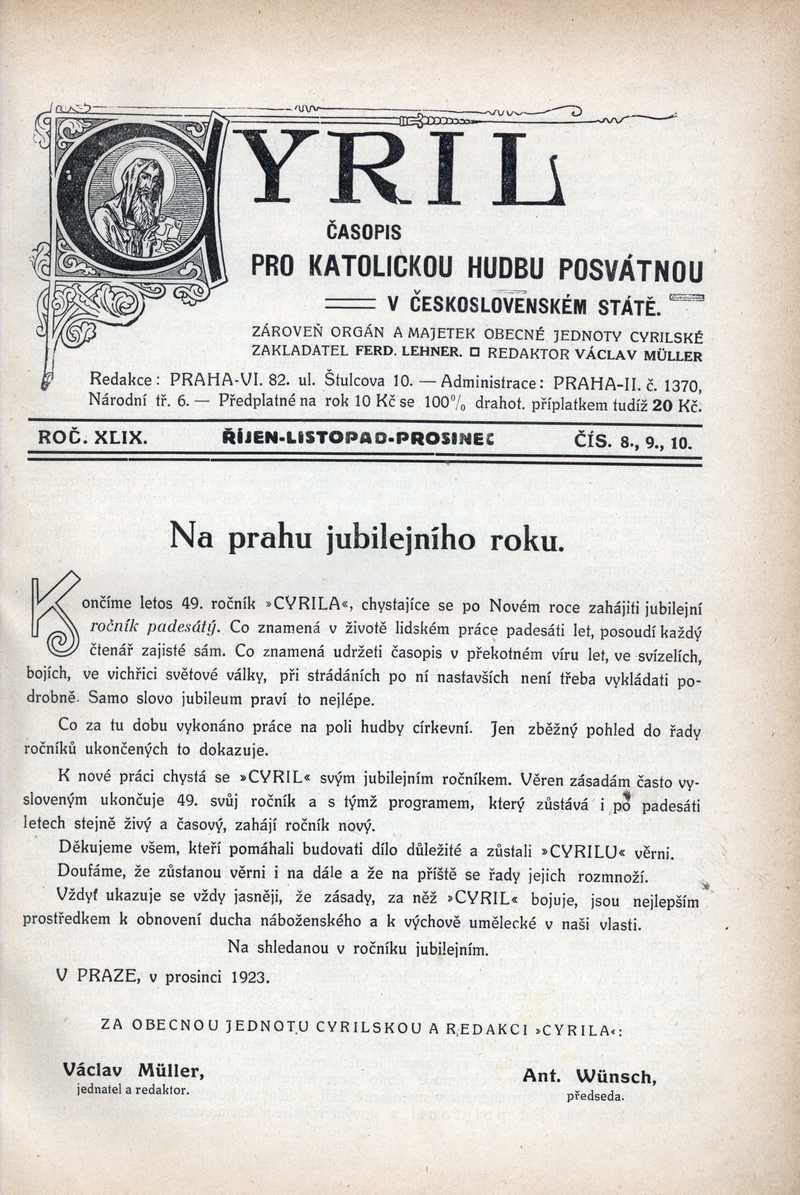 CYRIL
ČASOPIS
PRO KATOLICKOU HUDBU POSVÁTNOU
V ČESKOSLOVENSKÉM STÁTĚ.
ZÁROVEŇ ORGÁN A MAJETEK OBECNÉ JEDNOTY CYRILSKÉ
ZAKLADATEL FERD. LEHNER. □ REDAKTOR VÁCLAV MÜLLER
Redakce: PRAHA-VI. 82. ul. Štulcova 10. — Administrace: PRAHA-II. č. 1370,
Národní tř. 6. — Předplatné na rok 10 Kč se 100% drahot. příplatkem tudíž 20 Kč.
ROČ. XLIX. ŘÍJEN-LISTOPAD-PROSINEC ČÍS. 8., 9., 10.
Na prahu jubilejního roku.
Končíme letos 49. ročník »CYRILA«, chystajíce se po Novém roce zahájiti jubilejní
ročník padesátý. Co znamená v životě lidském práce padesáti let, posoudí každý
čtenář zajisté sám. Co znamená udržeti časopis v překotném víru let, ve svízelích,
bojích, ve vichřici světové války, při strádáních po ní nastavších není třeba vykládati po-
drobně. Samo slovo jubileum praví to nejlépe.
Co za tu dobu vykonáno práce na poli hudby církevní. Jen zběžný pohled do řady
ročníků ukončených to dokazuje.
K nové práci chystá se »CYRIL« svým jubilejním ročníkem. Věren zásadám často vy-
sloveným ukončuje 49. svůj ročník a s týmž programem, který zůstává i po padesáti
letech stejně živý a časový, zahájí ročník nový.
Děkujeme všem, kteří pomáhali budovati dílo důležité a zůstali »CYRILU« věrni.
Doufáme, že zůstanou věrni i na dále a že na příště se řady jejich rozmnoží.
Vždyť ukazuje se vždy jasněji, že zásady, za něž »CYRIL« bojuje, jsou nejlepším
prostředkem k obnovení ducha náboženského a k výchově umělecké v naši vlasti.
Na shledanou v ročníku jubilejním.
V PRAZE, v prosinci 1923.
ZA OBECNOU JEDNOTU CYRILSKOU A REDAKCI »CYRILA«:
Václav Müller,
jednatel a redaktor.
Ant. Wünsch,
předseda.